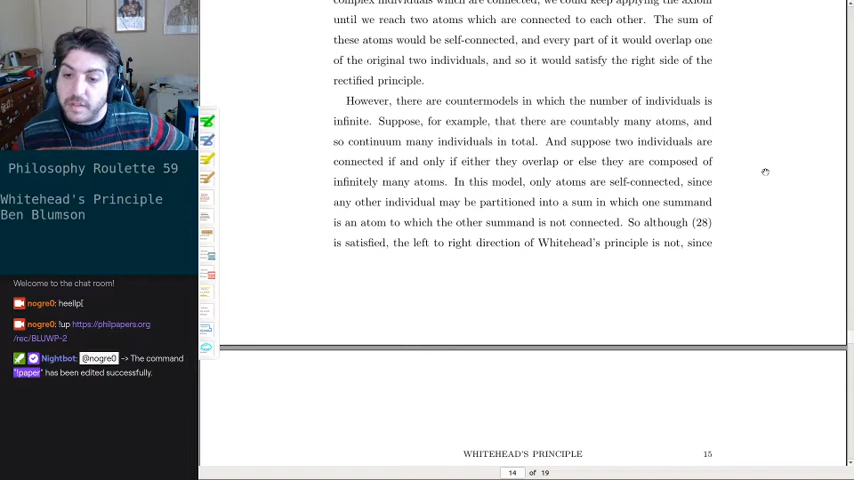 complex individuals which are connected, we could keep applying the axiom
until we reach two atoms which are connected to each other. The sum of
these atoms would be self-connected, and every part of it would overlap one
of the original two individuals, and so it would satisfy the right side of the
rectified principle.
However, there are countermodels in which the number of individuals is
infinite. Suppose, for example, that there are countably many atoms, and
so continuum many individuals in total. And suppose two individuals are
connected if and only if either they overlap or else they are composed of
infinitely many atoms. In this model, only atoms are self-connected, since
any other individual may be partitioned into a sum in which one summand
is an atom to which the other summand is not connected. So although (28)
is satisfied, the left to right direction of Whitehead's principle is not, since
WHITEHEAD'S PRINCIPLE 15
14 of 19
Philosophy Roulette 59
Whitehead's Principle
Ben Blumson
Welcome to the chat room!
nogre0: heellp[
nogre0: !up https://philpapers.org
/rec/BLUWP-2
Nightbot: @nogre0 -> The command
"!paper" has been edited successfully.